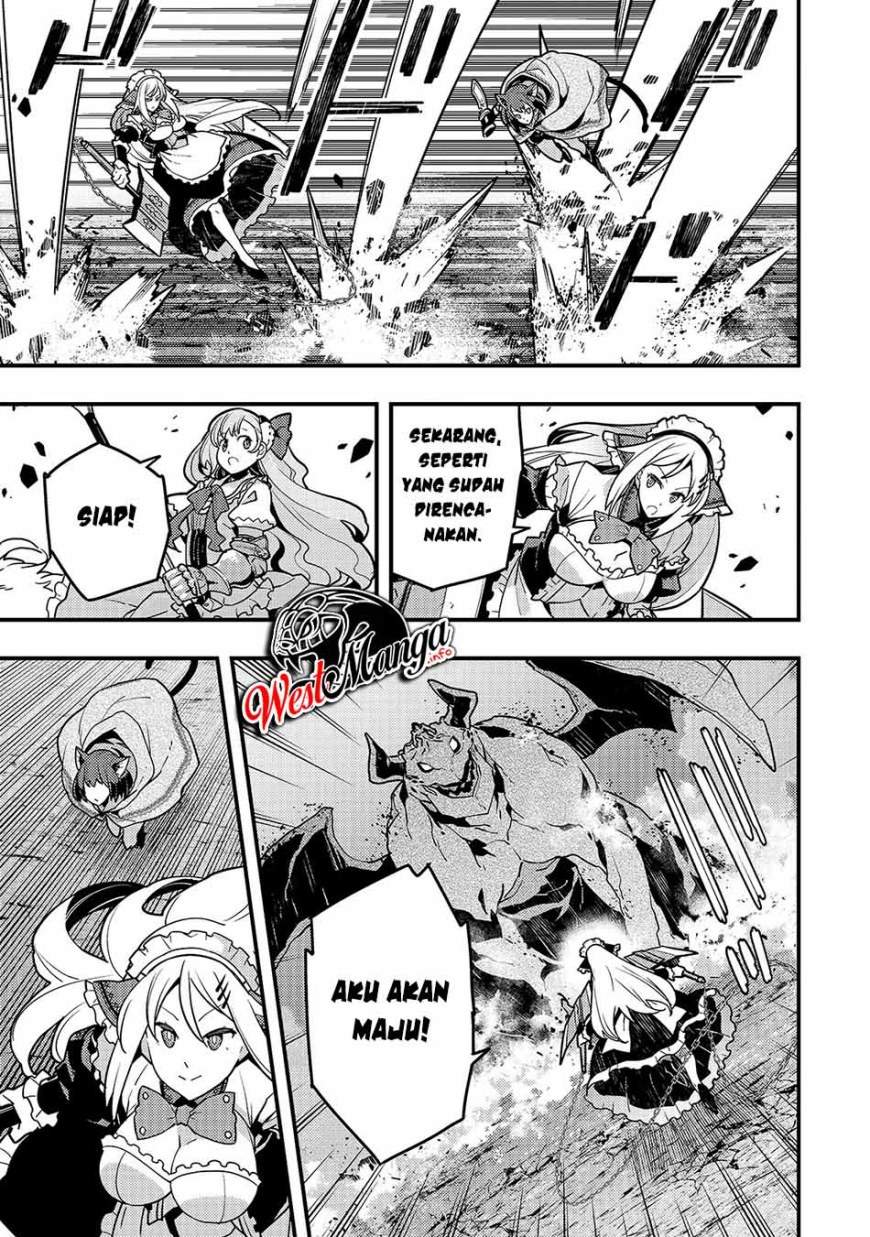 SEKARANG,
SEPERTI
YANG SUDAH
DIRENCA-
NAKAN.
SIAP!
WestManga
.info
AKU AKAN
MAJU!